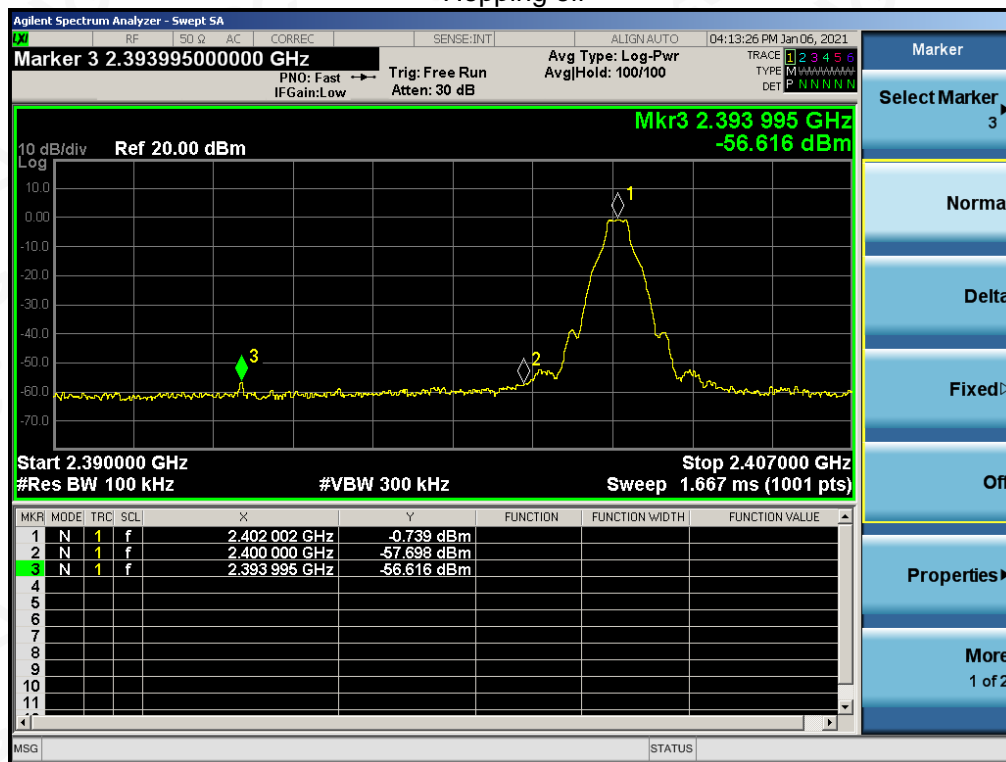 Agilent Spectrum Analyzer - Swept SA
LXI RF 50 Ω AC CORREC SENSE:INT ALIGN AUTO 04:13:26 PM Jan 06, 2021
Marker 3 2.393995000000 GHz
PNO: Fast
IFGain:Low
Trig: Free Run
Atten: 30 dB
Avg Type: Log-Pwr
Avg|Hold: 100/100
TRACE 1 2 3 4 5 6
TYPE M W W W W W
DET P N N N N N
Mkr3 2.393 995 GHz
-56.616 dBm
10 dB/div Ref 20.00 dBm
Log
10.0
0.00
-10.0
-20.0
-30.0
-40.0
-50.0
-60.0
-70.0
1
2
3
Start 2.390000 GHz Stop 2.407000 GHz
#Res BW 100 kHz #VBW 300 kHz Sweep 1.667 ms (1001 pts)
MKR MODE TRC SCL X Y FUNCTION FUNCTION WIDTH FUNCTION VALUE
1 N 1 f 2.402 002 GHz -0.739 dBm
2 N 1 f 2.400 000 GHz -57.698 dBm
3 N 1 f 2.393 995 GHz -56.616 dBm
4
5
6
7
8
9
10
11
MSG STATUS
Marker
Select Marker
3
Norma
Delta
Fixed
Off
Properties
More
1 of 2